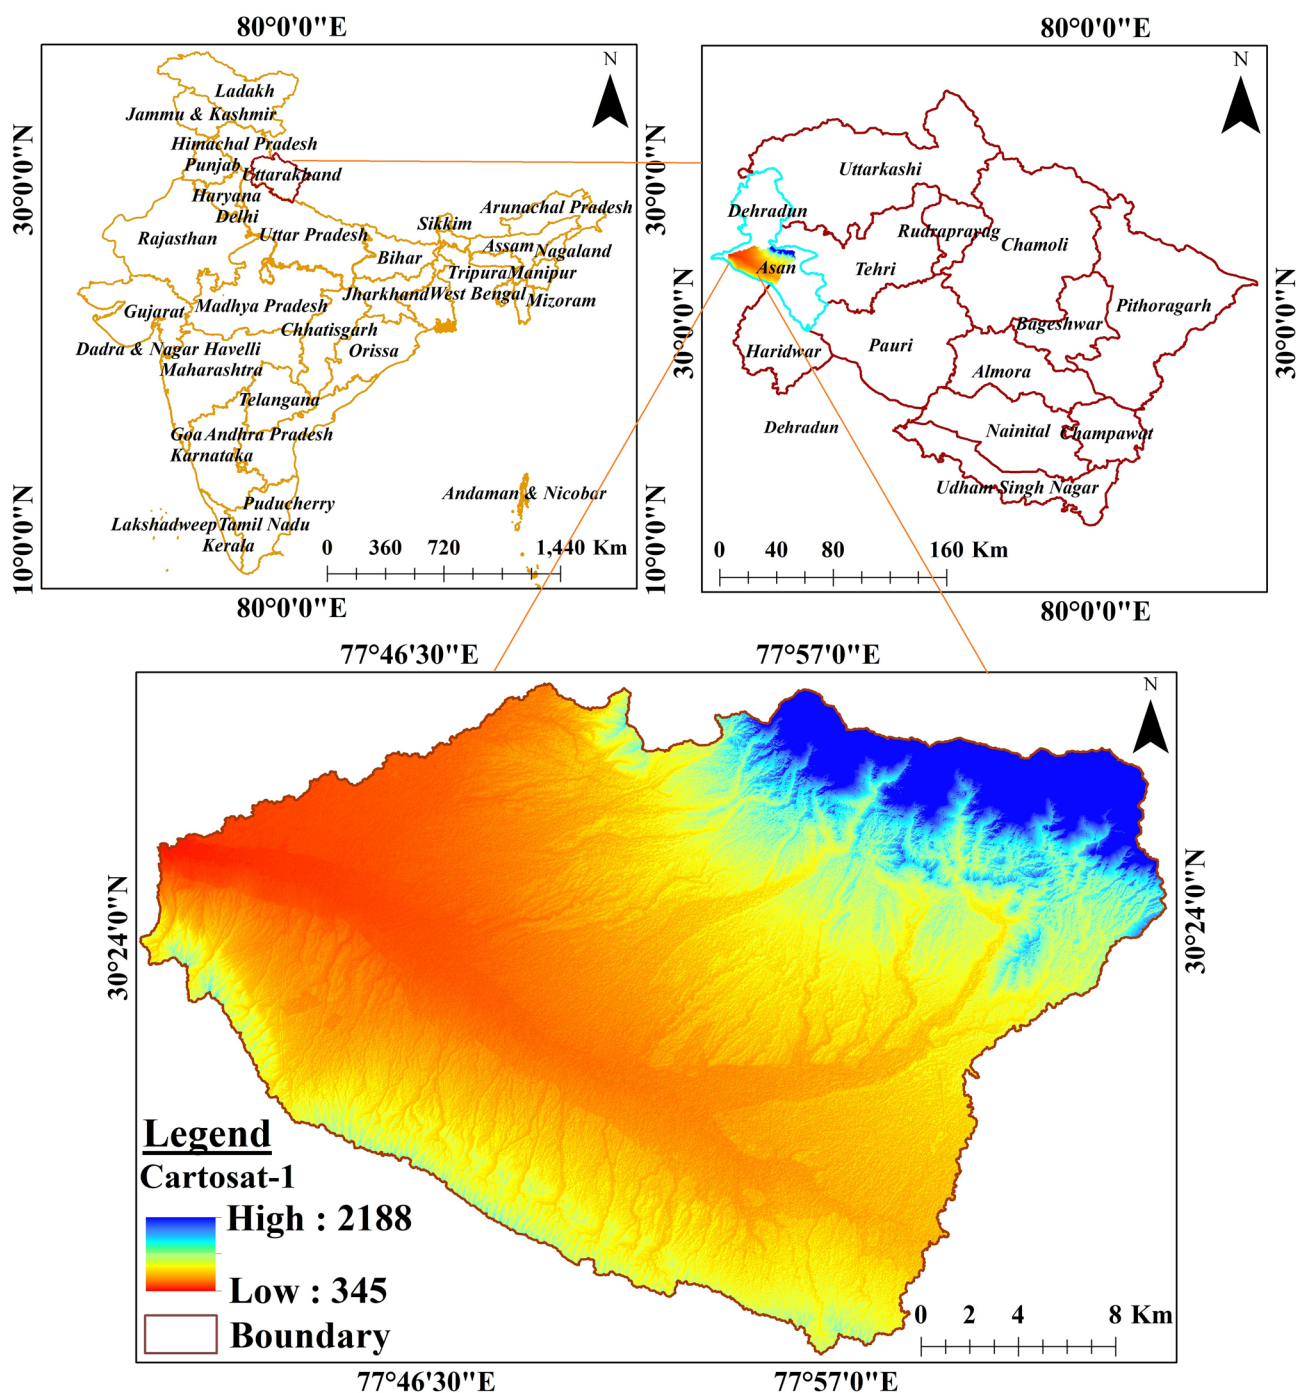 80°0'0"E
N
Ladakh
Jammu & Kashmir
Himachal Pradesh
Punjab
Uttarakhand
Haryana
Delhi
Rajasthan
Uttar Pradesh
Bihar
Sikkim
Arunachal Pradesh
Assam
Nagaland
Tripura
Manipur
Jharkhand
West Bengal
Mizoram
Gujarat
Madhya Pradesh
Chhatisgarh
Orissa
Dadra & Nagar Havelli
Maharashtra
Telangana
Goa
Andhra Pradesh
Karnataka
Puducherry
Andaman & Nicobar
Lakshadweep
Tamil Nadu
Kerala
0 360 720 1,440 Km
30°0'0"N
10°0'0"N
30°0'0"N
10°0'0"N
80°0'0"E
80°0'0"E
N
Uttarkashi
Dehradun
Rudraprayag
Chamoli
Asan
Tehri
Pithoragarh
Bageshwar
Haridwar
Pauri
Almora
Dehradun
Nainital
Champawat
Udham Singh Nagar
0 40 80 160 Km
30°0'0"N
30°0'0"N
80°0'0"E
77°46'30"E
77°57'0"E
N
30°24'0"N
30°24'0"N
Legend
Cartosat-1
High : 2188
Low : 345
Boundary
0 2 4 8 Km
77°46'30"E
77°57'0"E